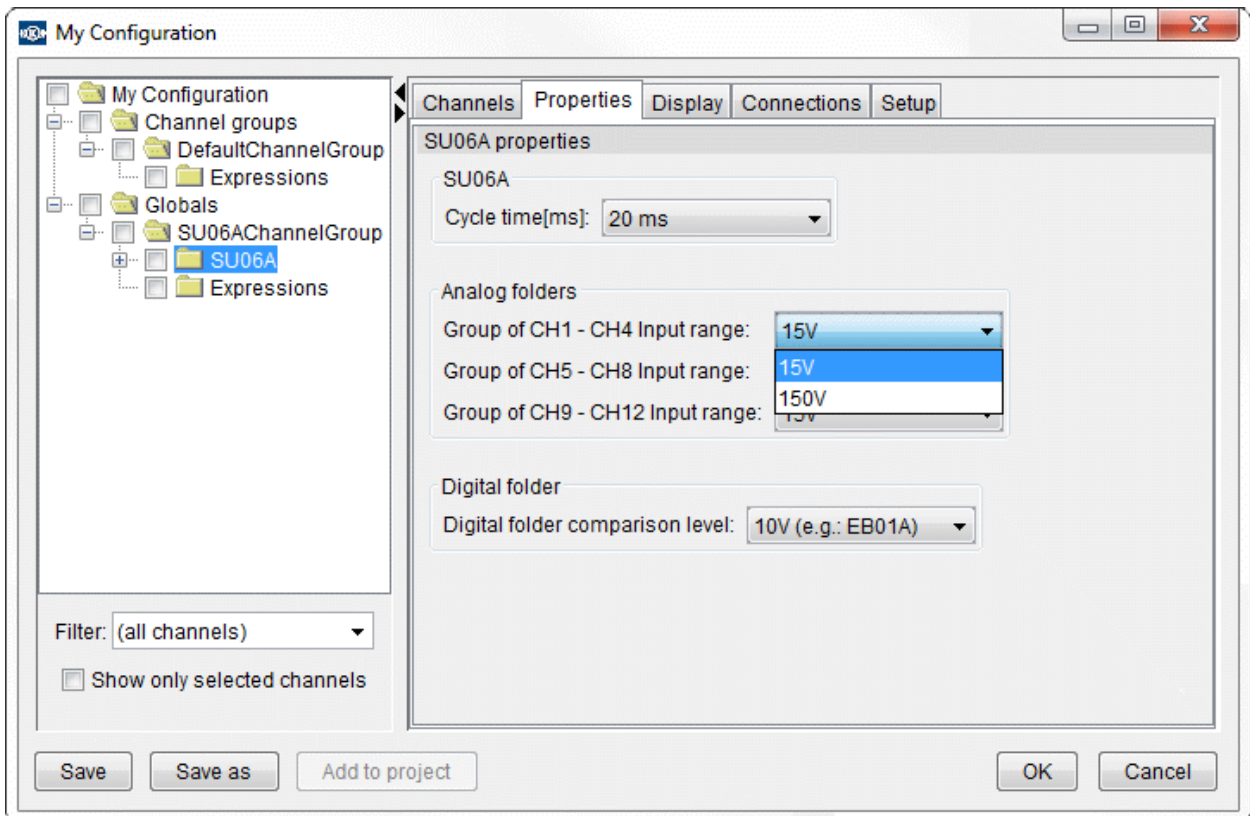 My Configuration
My Configuration
Channel groups
DefaultChannelGroup
Expressions
Globals
SU06AChannelGroup
SU06A
Expressions
Filter: (all channels)
Show only selected channels
Channels Properties Display Connections Setup
SU06A properties
SU06A
Cycle time[ms]: 20 ms
Analog folders
Group of CH1 - CH4 Input range: 15V
15V
Group of CH5 - CH8 Input range:
150V
Group of CH9 - CH12 Input range: 15V
Digital folder
Digital folder comparison level: 10V (e.g.: EB01A)
Save Save as Add to project OK Cancel